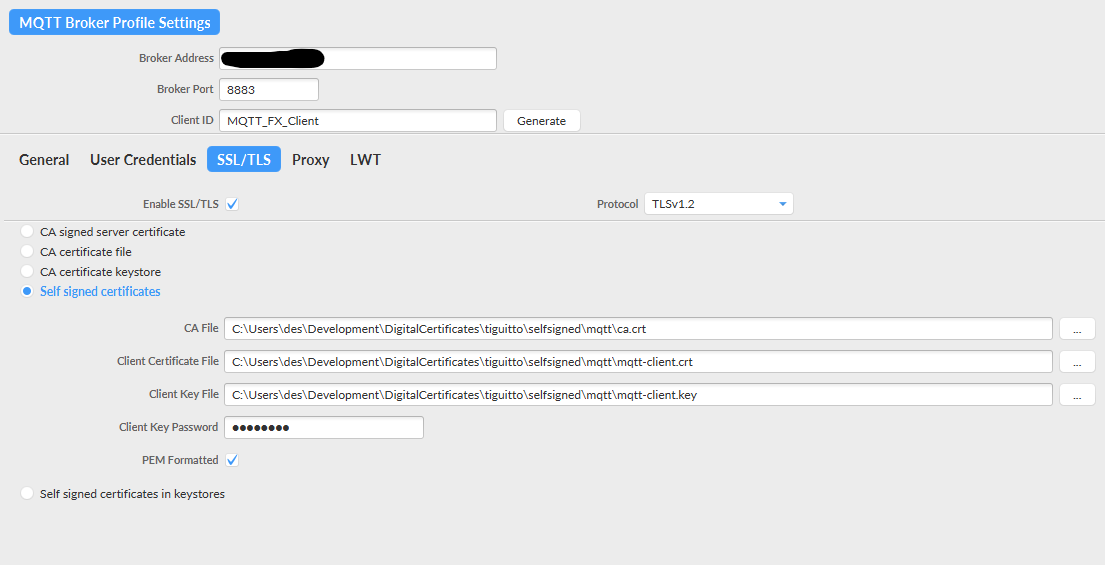 MQTT Broker Profile Settings
Broker Address
Broker Port 8883
Client ID MQTT_FX_Client Generate
General User Credentials SSL/TLS Proxy LWT
Enable SSL/TLS Protocol TLSv1.2
CA signed server certificate
CA certificate file
CA certificate keystore
Self signed certificates
CA File C:\Users\des\Development\DigitalCertificates\tiguitto\selfsigned\mqtt\ca.crt ...
Client Certificate File C:\Users\des\Development\DigitalCertificates\tiguitto\selfsigned\mqtt\mqtt-client.crt ...
Client Key File C:\Users\des\Development\DigitalCertificates\tiguitto\selfsigned\mqtt\mqtt-client.key ...
Client Key Password ●●●●●●●●
PEM Formatted
Self signed certificates in keystores